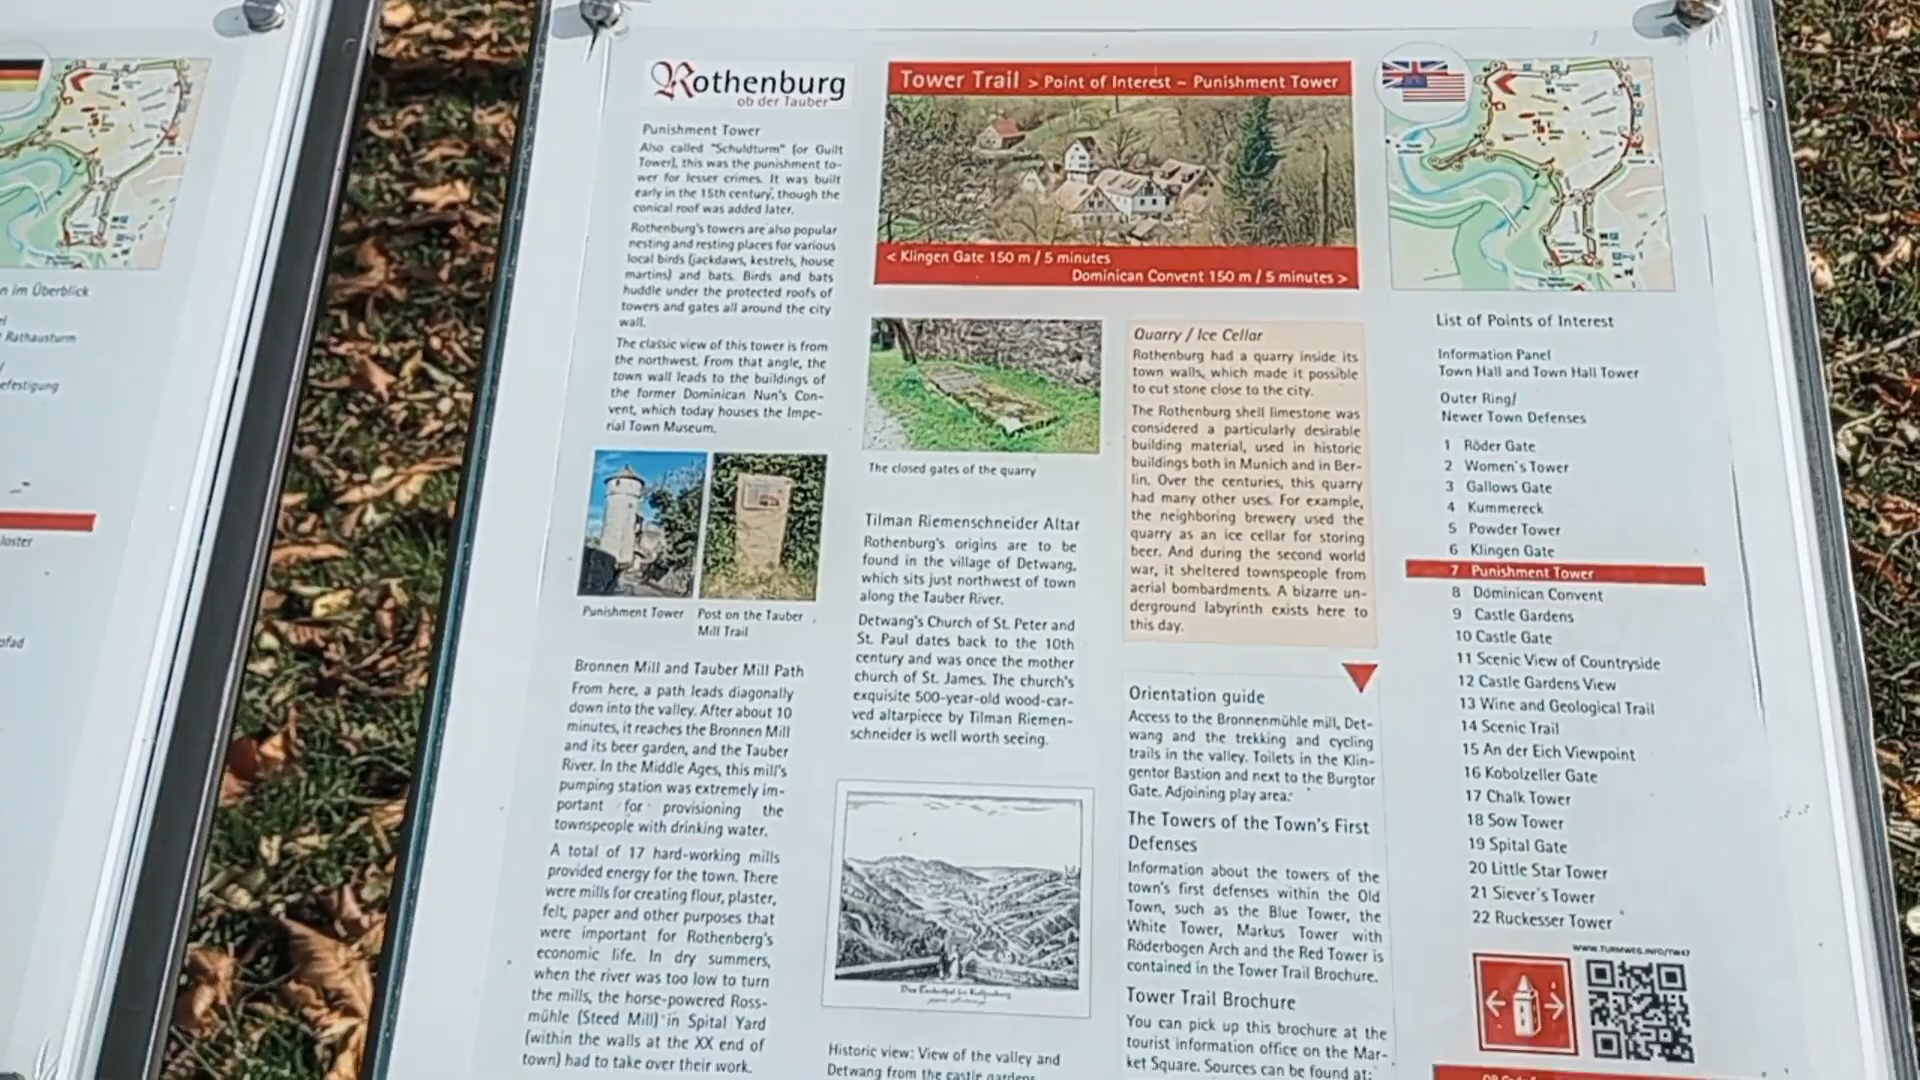 n im Überblick
Rathausturm
efestigung
loster
pfad
Rothenburg
ob der Tauber
Punishment Tower
Also called "Schuldturm" (or Guilt
Tower), this was the punishment to-
wer for lesser crimes. It was built
early in the 15th century, though the
conical roof was added later.
Rothenburg's towers are also popular
nesting and resting places for various
local birds (jackdaws, kestrels, house
martins) and bats. Birds and bats
huddle under the protected roofs of
towers and gates all around the city
wall.
The classic view of this tower is from
the northwest. From that angle, the
town wall leads to the buildings of
the former Dominican Nun's Con-
vent, which today houses the Impe-
rial Town Museum.
Punishment Tower
Post on the Tauber
Mill Trail
Bronnen Mill and Tauber Mill Path
From here, a path leads diagonally
down into the valley. After about 10
minutes, it reaches the Bronnen Mill
and its beer garden, and the Tauber
River. In the Middle Ages, this mill's
pumping station was extremely im-
portant for provisioning the
townspeople with drinking water.
A total of 17 hard-working mills
provided energy for the town. There
were mills for creating flour, plaster,
felt, paper and other purposes that
were important for Rothenberg's
economic life. In dry summers,
when the river was too low to turn
the mills, the horse-powered Ross-
mühle (Steed Mill) in Spital Yard
(within the walls at the XX end of
town) had to take over their work.
Tower Trail > Point of Interest – Punishment Tower
< Klingen Gate 150 m / 5 minutes
Dominican Convent 150 m / 5 minutes >
The closed gates of the quarry
Tilman Riemenschneider Altar
Rothenburg's origins are to be
found in the village of Detwang,
which sits just northwest of town
along the Tauber River.
Detwang's Church of St. Peter and
St. Paul dates back to the 10th
century and was once the mother
church of St. James. The church's
exquisite 500-year-old wood-car-
ved altarpiece by Tilman Riemen-
schneider is well worth seeing.
Historic view: View of the valley and
Detwang from the castle gardens
Quarry / Ice Cellar
Rothenburg had a quarry inside its
town walls, which made it possible
to cut stone close to the city.
The Rothenburg shell limestone was
considered a particularly desirable
building material, used in historic
buildings both in Munich and in Ber-
lin. Over the centuries, this quarry
had many other uses. For example,
the neighboring brewery used the
quarry as an ice cellar for storing
beer. And during the second world
war, it sheltered townspeople from
aerial bombardments. A bizarre un-
derground labyrinth exists here to
this day.
Orientation guide
Access to the Bronnenmühle mill, Det-
wang and the trekking and cycling
trails in the valley. Toilets in the Klin-
gentor Bastion and next to the Burgtor
Gate. Adjoining play area.
The Towers of the Town's First
Defenses
Information about the towers of the
town's first defenses within the Old
Town, such as the Blue Tower, the
White Tower, Markus Tower with
Röderbogen Arch and the Red Tower is
contained in the Tower Trail Brochure.
Tower Trail Brochure
You can pick up this brochure at the
tourist information office on the Mar-
ket Square. Sources can be found at:
List of Points of Interest
Information Panel
Town Hall and Town Hall Tower
Outer Ring/
Newer Town Defenses
1 Röder Gate
2 Women's Tower
3 Gallows Gate
4 Kummereck
5 Powder Tower
6 Klingen Gate
7 Punishment Tower
8 Dominican Convent
9 Castle Gardens
10 Castle Gate
11 Scenic View of Countryside
12 Castle Gardens View
13 Wine and Geological Trail
14 Scenic Trail
15 An der Eich Viewpoint
16 Kobolzeller Gate
17 Chalk Tower
18 Sow Tower
19 Spital Gate
20 Little Star Tower
21 Siever's Tower
22 Ruckesser Tower
WWW.TURMWEG.INFO/TW47